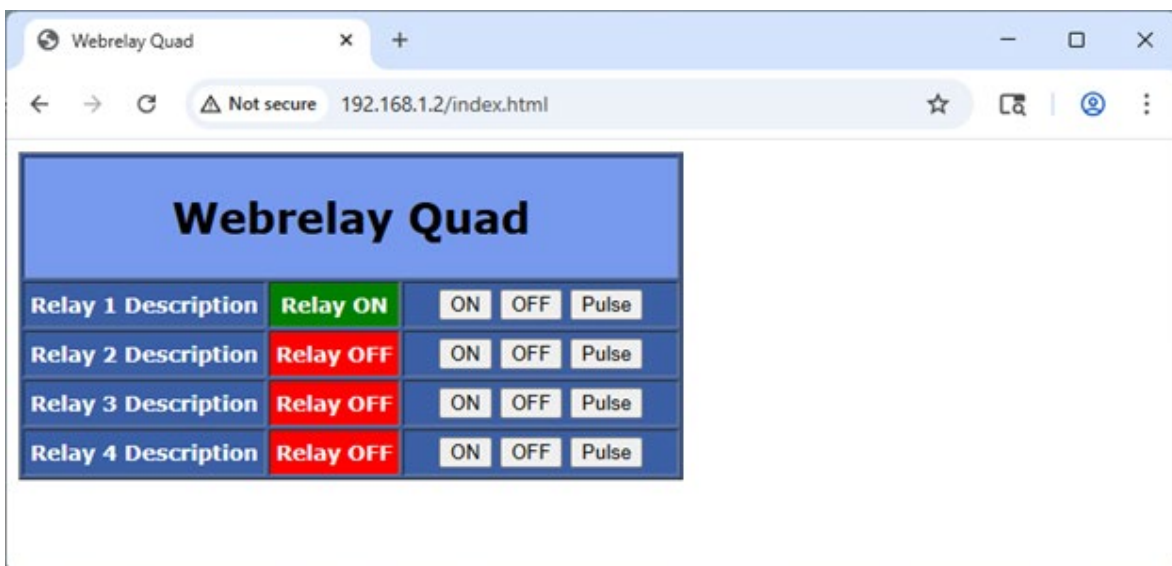 Webrelay Quad
Not secure 192.168.1.2/index.html
Webrelay Quad
Relay 1 Description Relay ON ON OFF Pulse
Relay 2 Description Relay OFF ON OFF Pulse
Relay 3 Description Relay OFF ON OFF Pulse
Relay 4 Description Relay OFF ON OFF Pulse